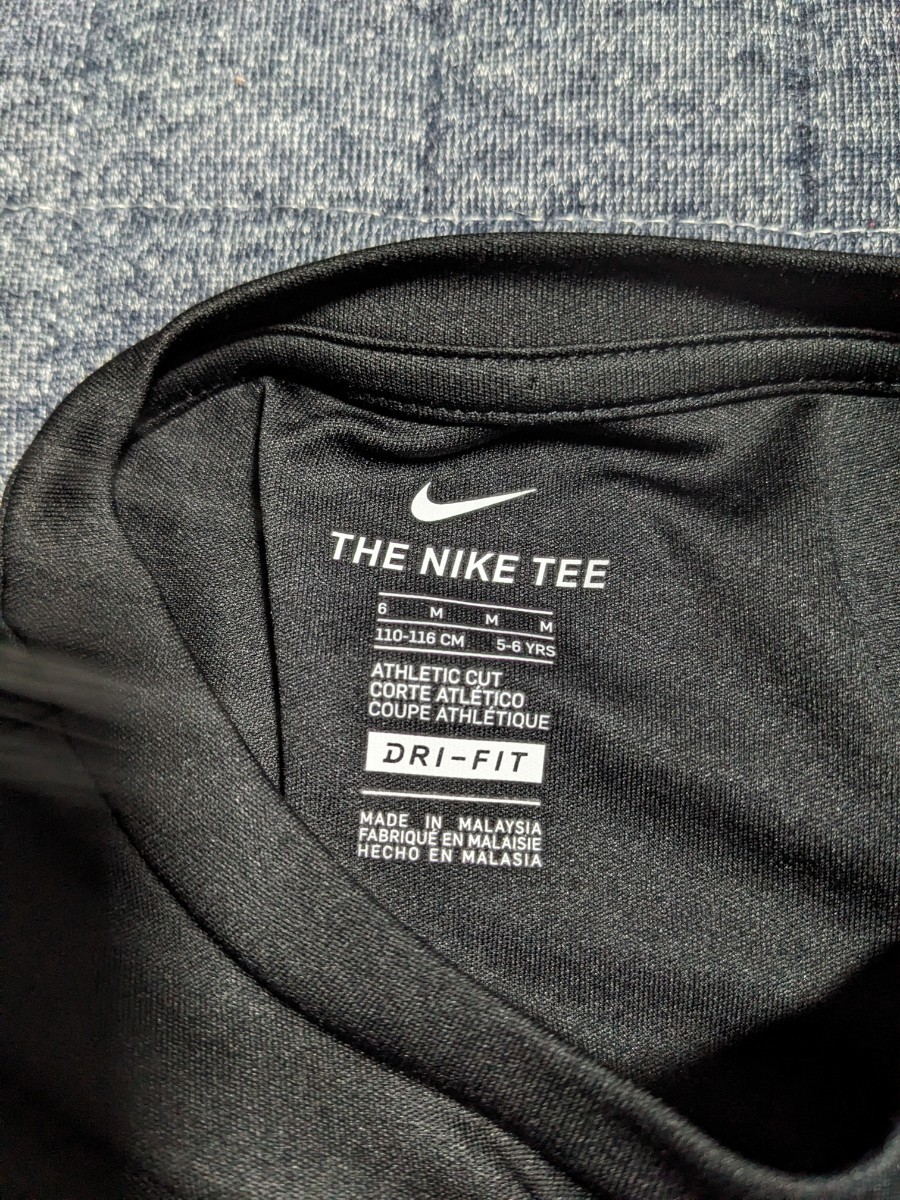 THE NIKE TEE
6 M M M
110-116 CM 5-6 YRS
ATHLETIC CUT
CORTE ATLÉTICO
COUPE ATHLÉTIQUE
DRI-FIT
MADE IN MALAYSIA
FABRIQUÉ EN MALAISIE
HECHO EN MALASIA